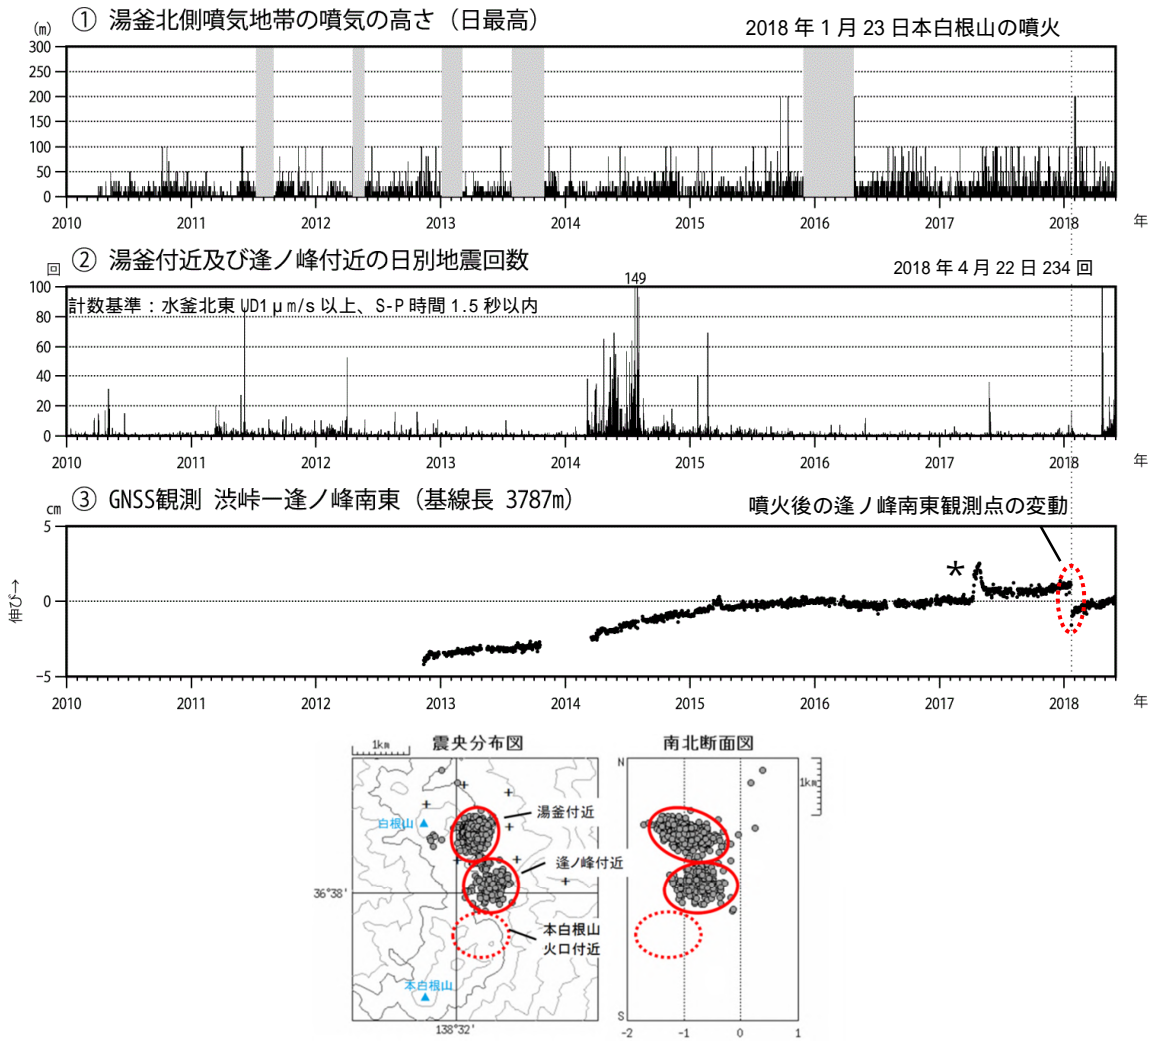 ① 湯釜北側噴気地帯の噴気の高さ（日最高）
2018 年 1 月 23 日本白根山の噴火
(m)
300
250
200
150
100
50
0
2010 2011 2012 2013 2014 2015 2016 2017 2018 年
② 湯釜付近及び逢ノ峰付近の日別地震回数
回
149
2018 年 4 月 22 日 234 回
計数基準：水釜北東 UD1μm/s 以上、S-P 時間 1.5 秒以内
100
80
60
40
20
0
2010 2011 2012 2013 2014 2015 2016 2017 2018 年
③ GNSS観測 渋峠ー逢ノ峰南東（基線長 3787m）
噴火後の逢ノ峰南東観測点の変動
cm
5
0
-5
伸び→
*
2010 2011 2012 2013 2014 2015 2016 2017 2018 年
1km
震央分布図
南北断面図
N
1km
湯釜付近
白根山
逢ノ峰付近
36°38'
本白根山
火口付近
本白根山
S
138°32'
-2 -1 0 1